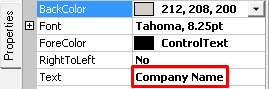 Properties
BackColor 212, 208, 200
Font Tahoma, 8.25pt
ForeColor ControlText
RightToLeft No
Text Company Name